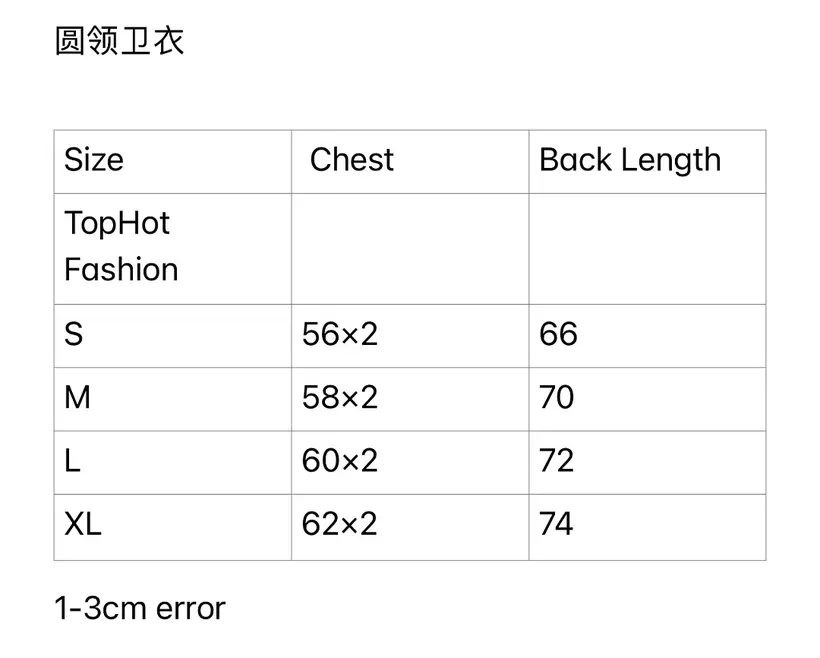 圆领卫衣
Size Chest Back Length
TopHot
Fashion
S 56×2 66
M 58×2 70
L 60×2 72
XL 62×2 74
1-3cm error